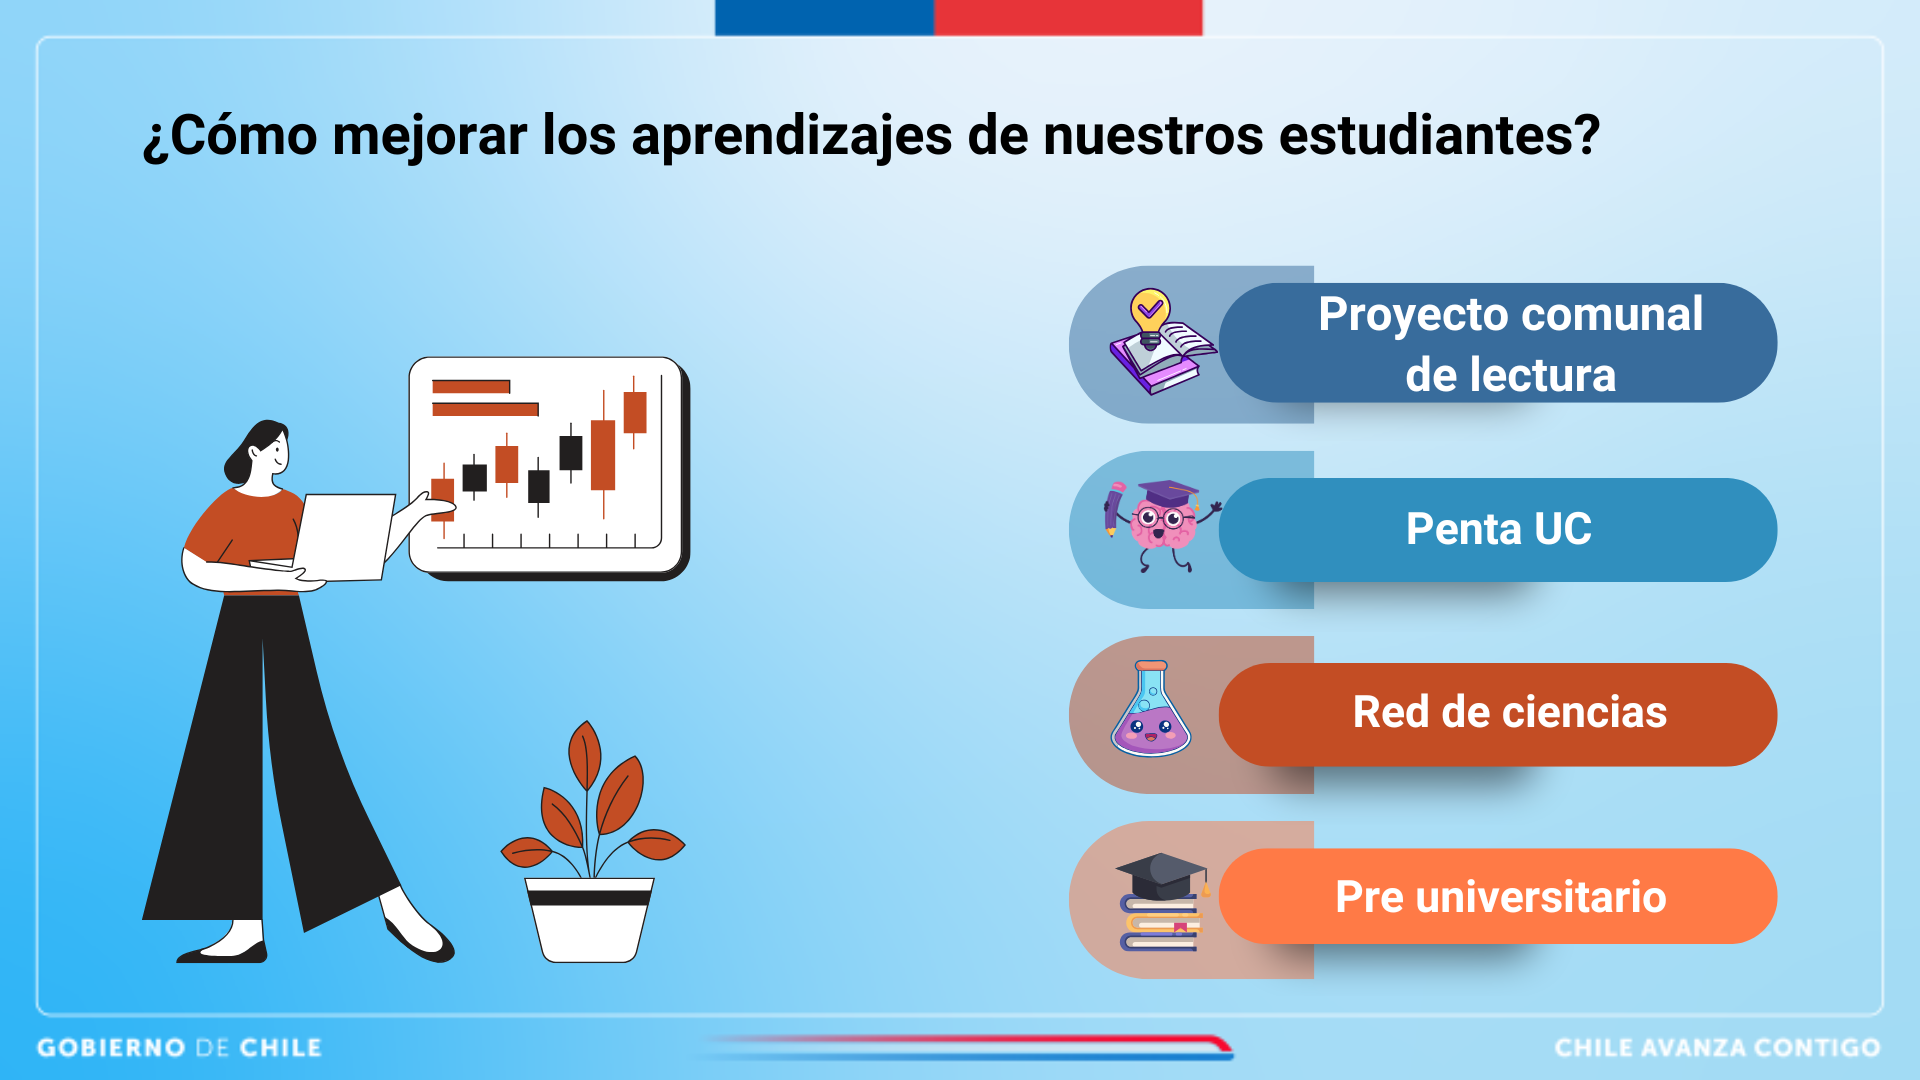 ¿Cómo mejorar los aprendizajes de nuestros estudiantes?
Proyecto comunal
de lectura
Penta UC
Red de ciencias
Pre universitario
GOBIERNO DE CHILE
CHILE AVANZA CONTIGO